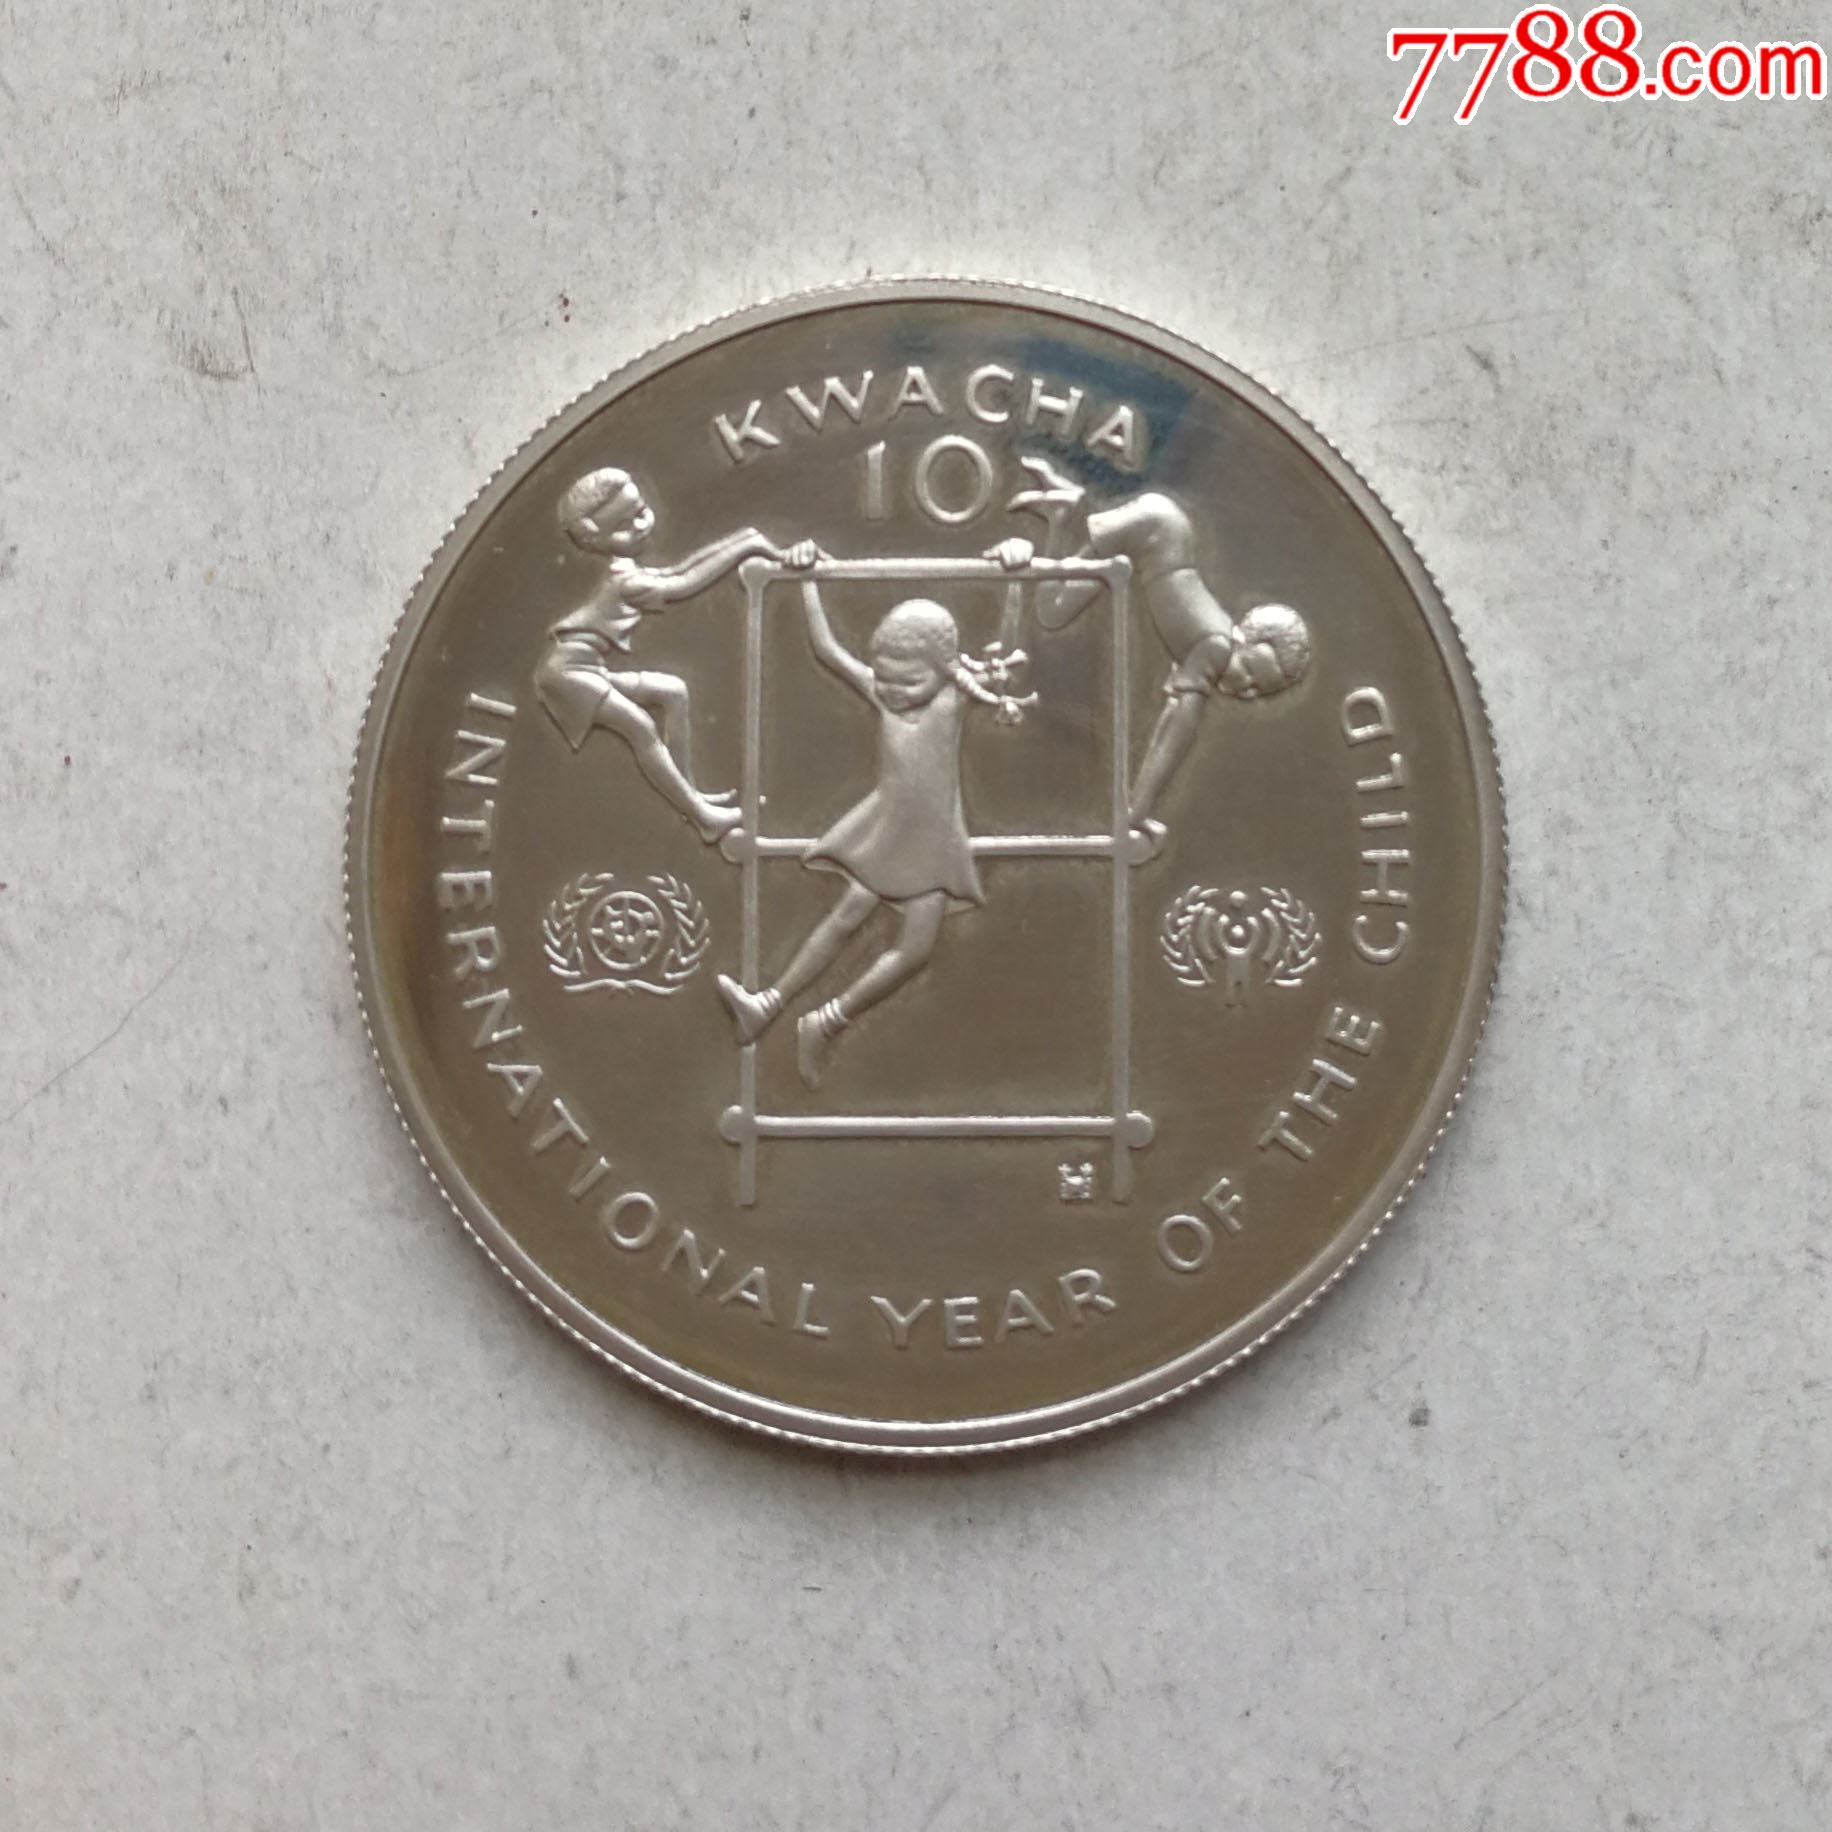 7788.com
KWACHA
10
INTERNATIONAL YEAR OF THE CHILD